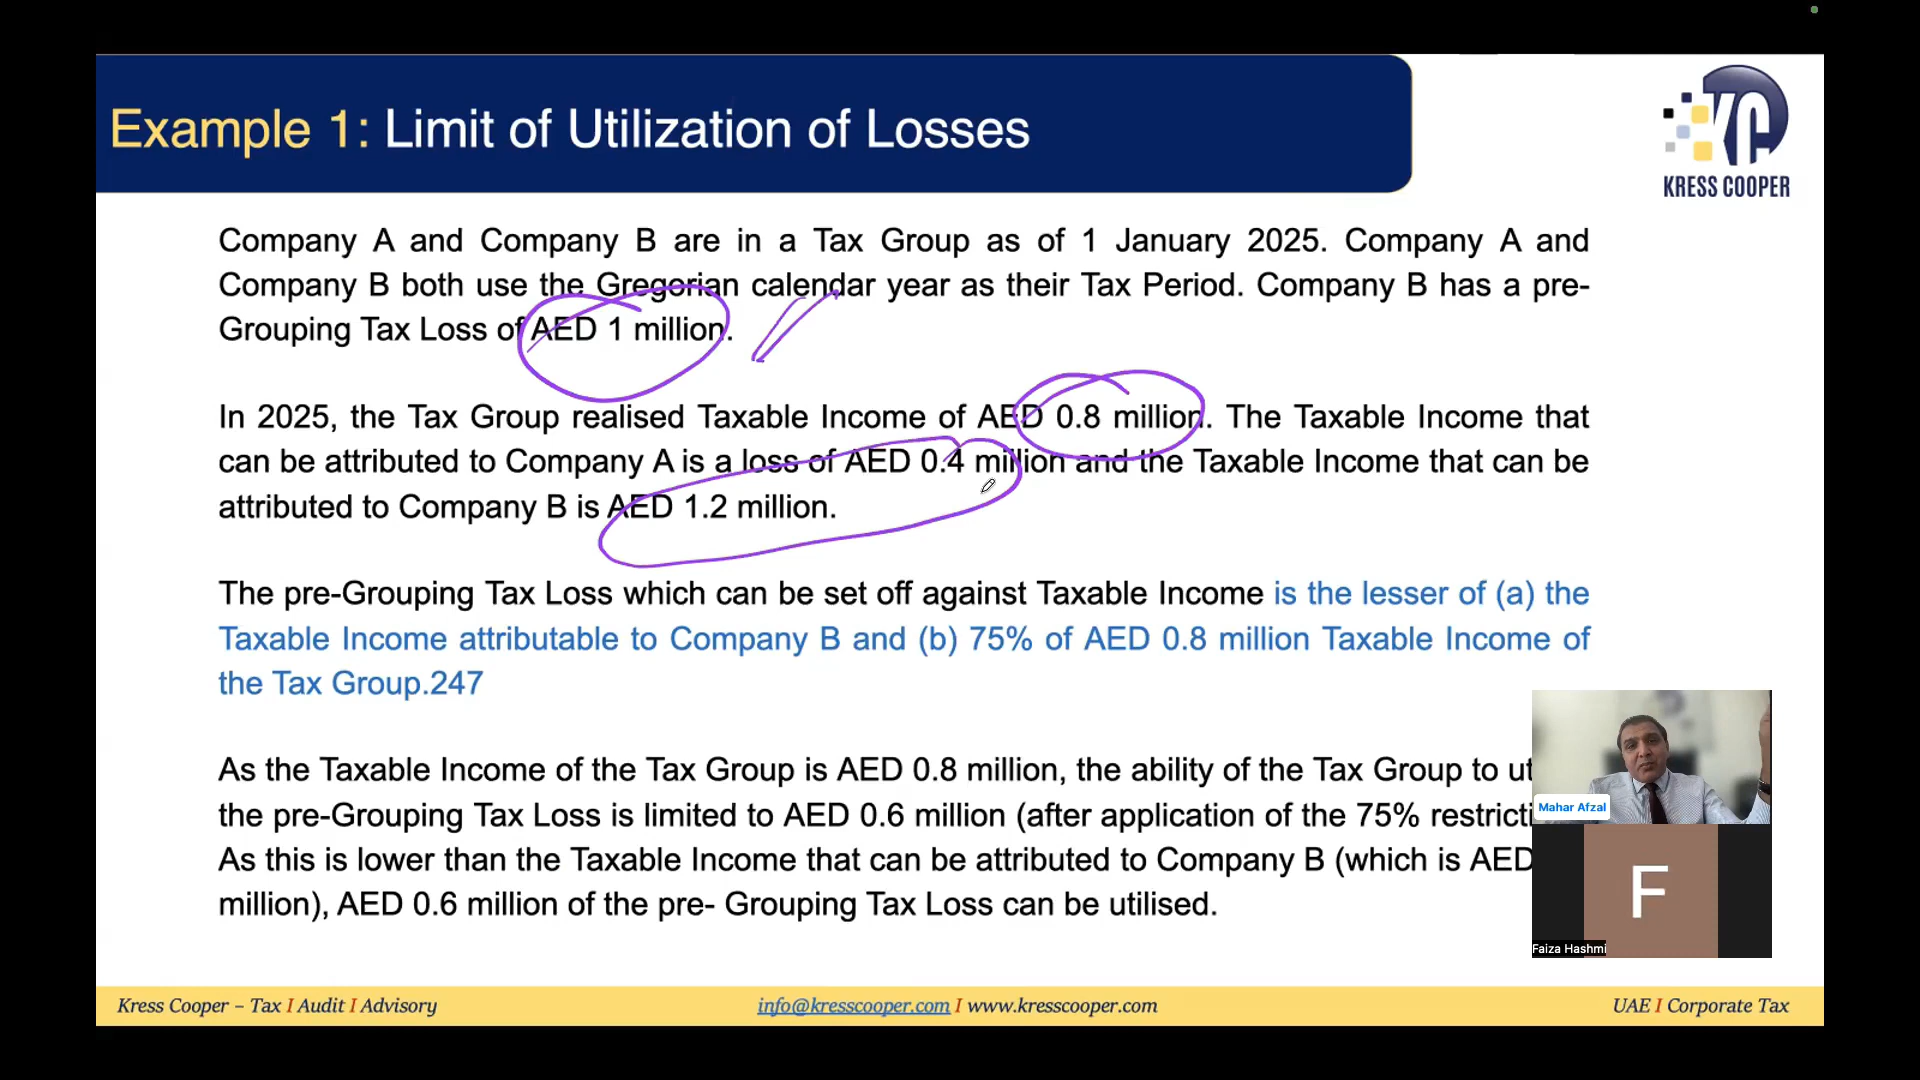 Example 1: Limit of Utilization of Losses
KRESS COOPER
Company A and Company B are in a Tax Group as of 1 January 2025. Company A and
Company B both use the Gregorian calendar year as their Tax Period. Company B has a pre-
Grouping Tax Loss of AED 1 million.
In 2025, the Tax Group realised Taxable Income of AED 0.8 million. The Taxable Income that
can be attributed to Company A is a loss of AED 0.4 million and the Taxable Income that can be
attributed to Company B is AED 1.2 million.
The pre-Grouping Tax Loss which can be set off against Taxable Income is the lesser of (a) the
Taxable Income attributable to Company B and (b) 75% of AED 0.8 million Taxable Income of
the Tax Group.247
As the Taxable Income of the Tax Group is AED 0.8 million, the ability of the Tax Group to
the pre-Grouping Tax Loss is limited to AED 0.6 million (after application of the 75%
As this is lower than the Taxable Income that can be attributed to Company B (which is AED
million), AED 0.6 million of the pre- Grouping Tax Loss can be utilised.
Mahar Afzal
F
Faiza Hashmi
Kress Cooper – Tax I Audit I Advisory
info@kresscooper.com I www.kresscooper.com
UAE I Corporate Tax